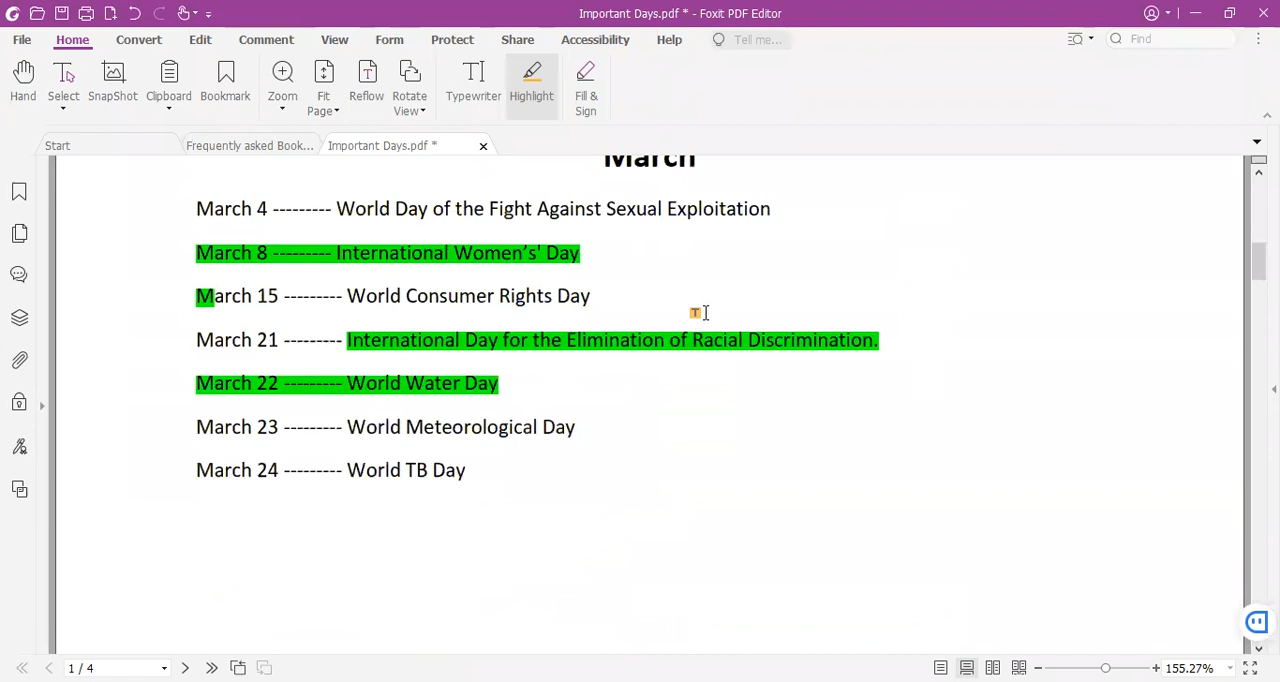 Important Days.pdf * - Foxit PDF Editor
File Home Convert Edit Comment View Form Protect Share Accessibility Help Tell me... Find
Hand Select SnapShot Clipboard Bookmark Zoom Fit Page Reflow Rotate View Typewriter Highlight Fill & Sign
Start Frequently asked Book... Important Days.pdf *
March
March 4 --------- World Day of the Fight Against Sexual Exploitation
March 8 --------- International Women’s' Day
March 15 --------- World Consumer Rights Day
March 21 --------- International Day for the Elimination of Racial Discrimination.
March 22 --------- World Water Day
March 23 --------- World Meteorological Day
March 24 --------- World TB Day
1 / 4 155.27%